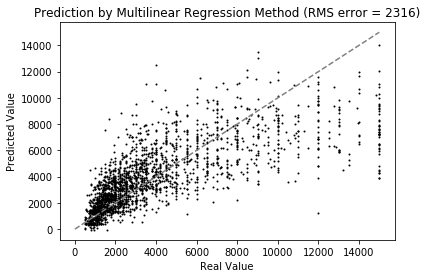 Prediction by Multilinear Regression Method (RMS error = 2316)
14000
12000
10000
8000
6000
4000
2000
0
Predicted Value
0 2000 4000 6000 8000 10000 12000 14000
Real Value